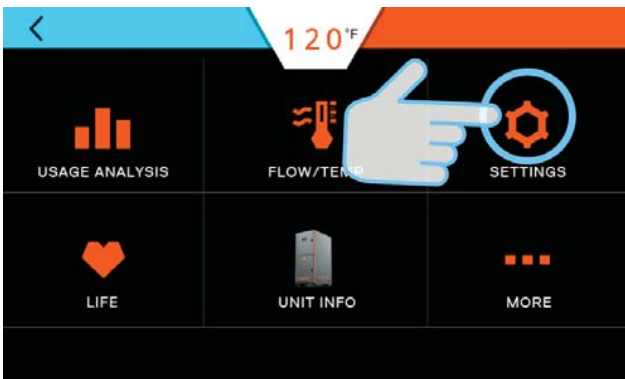 120°F
USAGE ANALYSIS
FLOW/TEMP
SETTINGS
LIFE
UNIT INFO
MORE